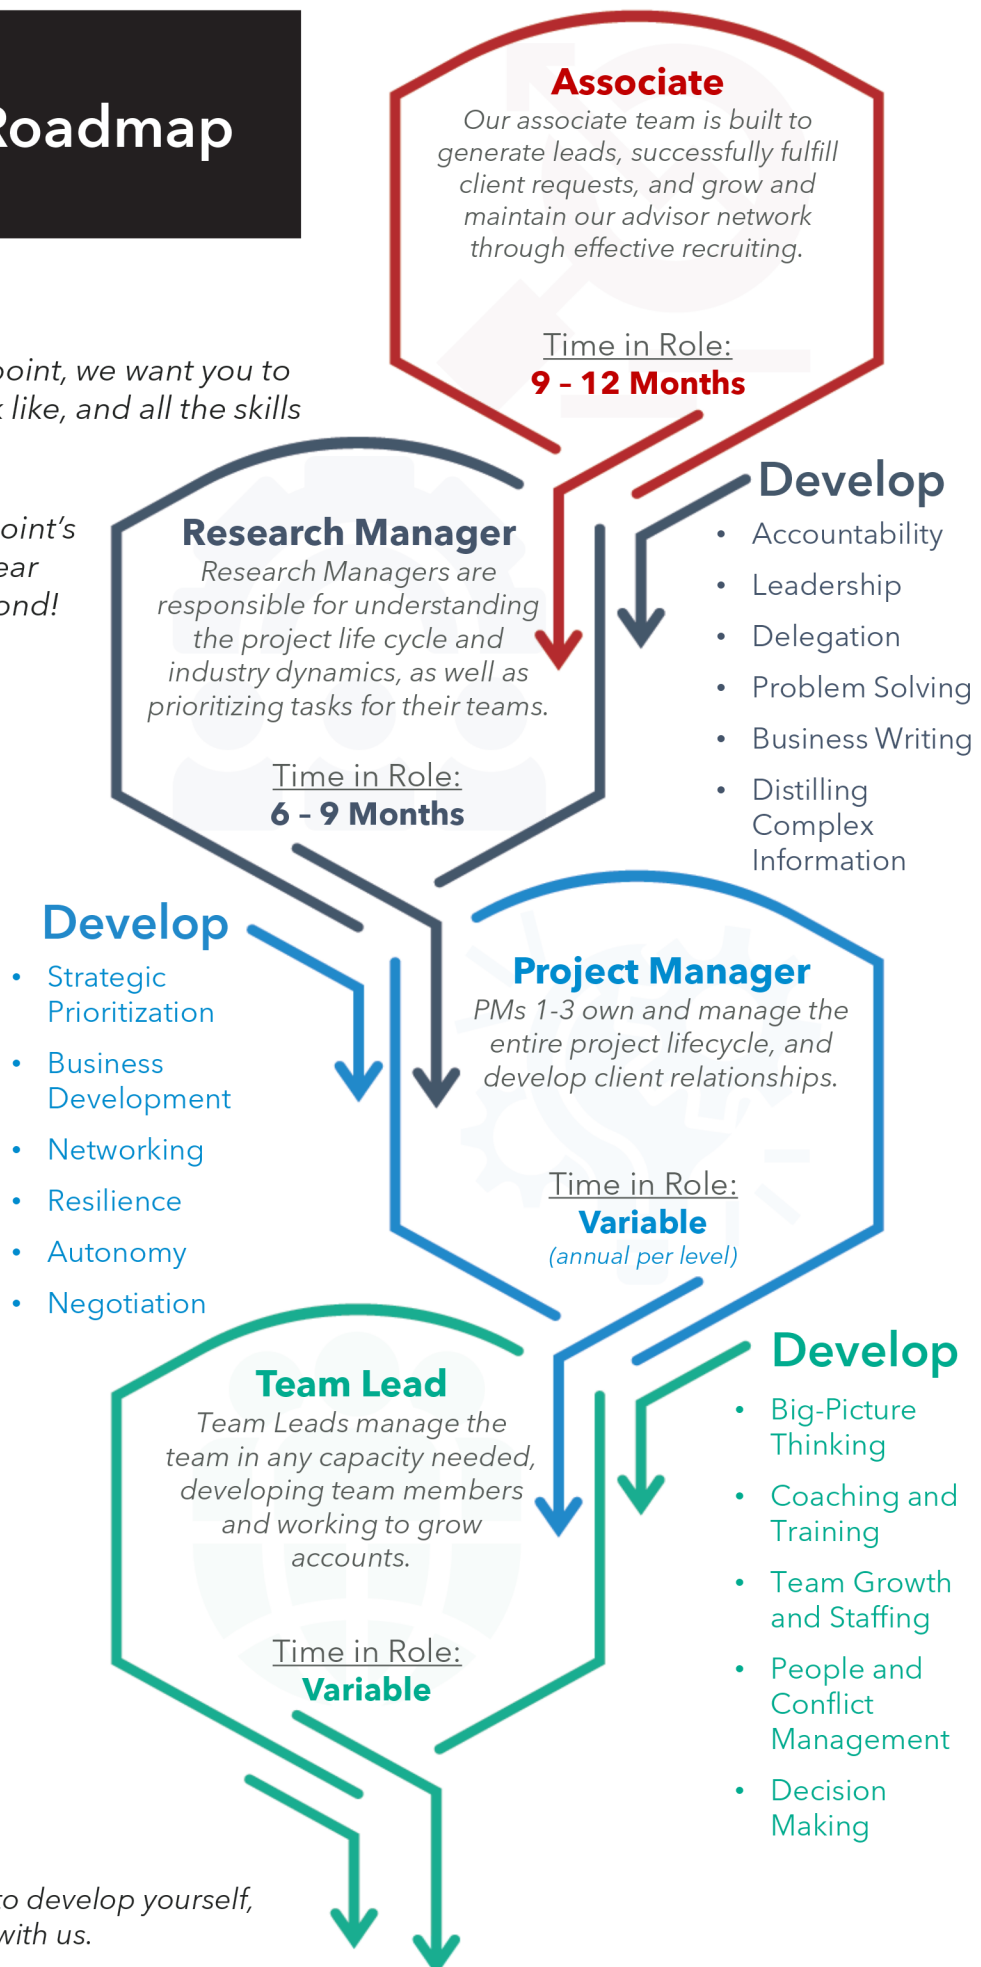 Roadmap
Associate
Our associate team is built to
generate leads, successfully fulfill
client requests, and grow and
maintain our advisor network
through effective recruiting.
Time in Role:
9 – 12 Months
point, we want you to
like, and all the skills
point's
ear
ond!
Research Manager
Research Managers are
responsible for understanding
the project life cycle and
industry dynamics, as well as
prioritizing tasks for their teams.
Time in Role:
6 – 9 Months
Develop
• Accountability
• Leadership
• Delegation
• Problem Solving
• Business Writing
• Distilling
Complex
Information
Develop
• Strategic
Prioritization
• Business
Development
• Networking
• Resilience
• Autonomy
• Negotiation
Project Manager
PMs 1-3 own and manage the
entire project lifecycle, and
develop client relationships.
Time in Role:
Variable
(annual per level)
Team Lead
Team Leads manage the
team in any capacity needed,
developing team members
and working to grow
accounts.
Time in Role:
Variable
Develop
• Big-Picture
Thinking
• Coaching and
Training
• Team Growth
and Staffing
• People and
Conflict
Management
• Decision
Making
to develop yourself,
with us.